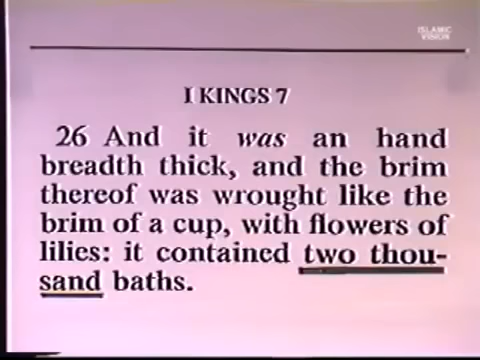 ISLAMIC
VISION
I KINGS 7
26 And it was an hand
breadth thick, and the brim
thereof was wrought like the
brim of a cup, with flowers of
lilies: it contained two thou-
sand baths.